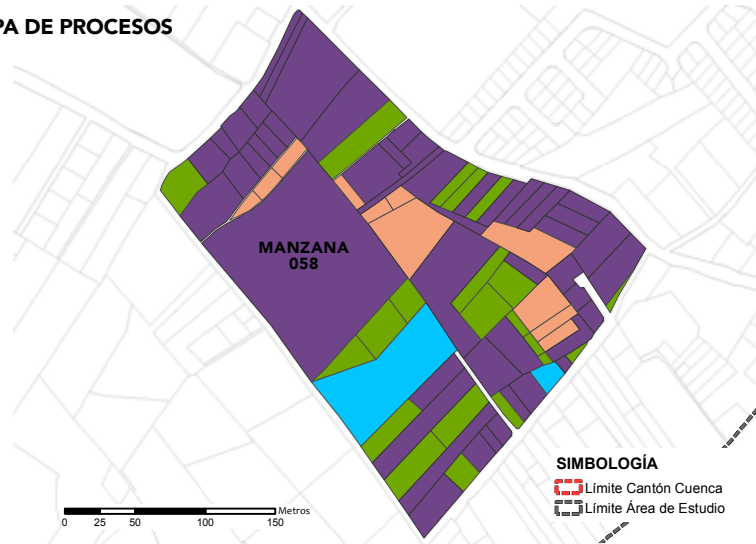 PA DE PROCESOS
MANZANA
058
SIMBOLOGÍA
Límite Cantón Cuenca
Límite Área de Estudio
Metros
0 25 50 100 150